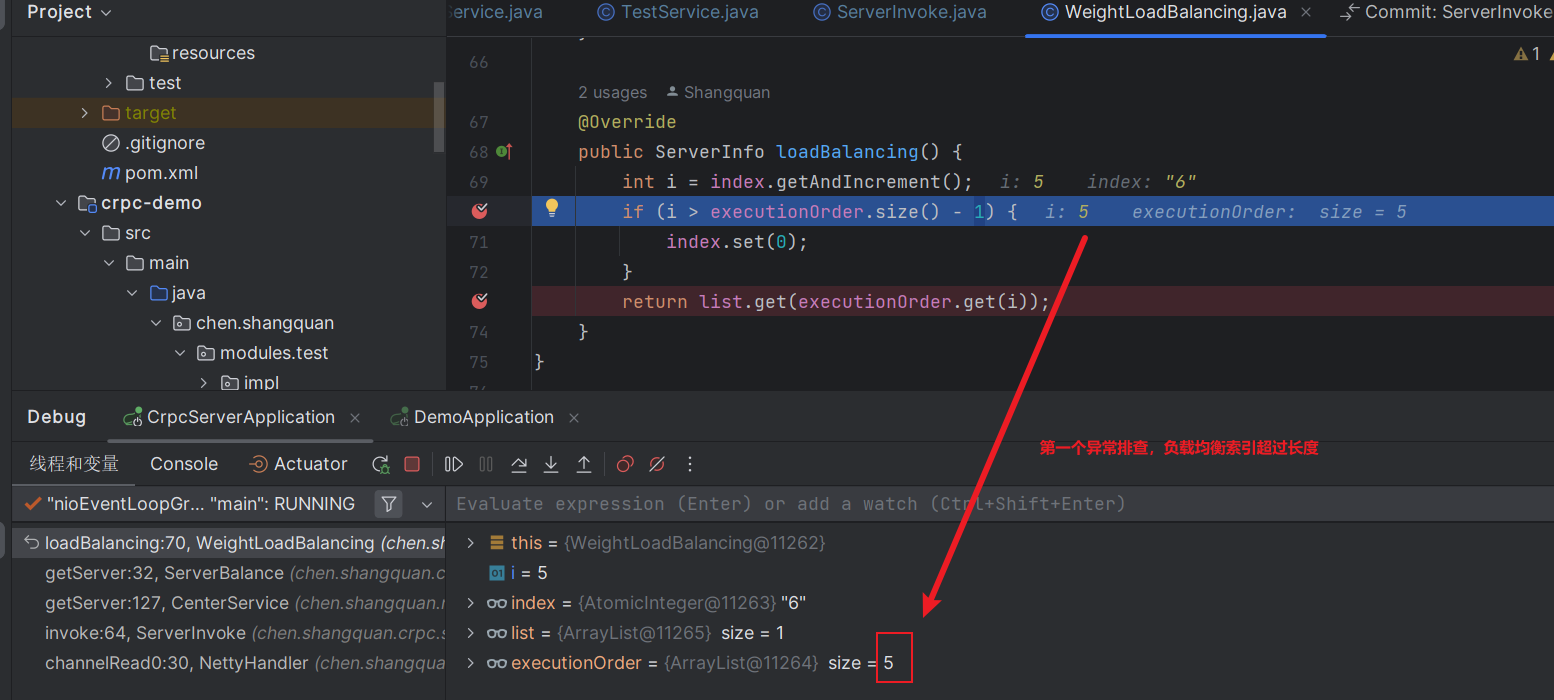 Project
ervice.java TestService.java ServerInvoke.java WeightLoadBalancing.java Commit: ServerInvoke
resources
test
target
.gitignore
pom.xml
crpc-demo
src
main
java
chen.shangquan
modules.test
impl
1
66
2 usages Shangquan
67 @Override
68 public ServerInfo loadBalancing() {
69 int i = index.getAndIncrement(); i: 5 index: "6"
if (i > executionOrder.size() - 1) { i: 5 executionOrder: size = 5
71 index.set(0);
72 }
return list.get(executionOrder.get(i));
74 }
75 }
第一个异常排查，负载均衡索引超过长度
Debug CrpcServerApplication DemoApplication
线程和变量 Console Actuator
"nioEventLoopGr... "main": RUNNING
Evaluate expression (Enter) or add a watch (Ctrl+Shift+Enter)
loadBalancing:70, WeightLoadBalancing (chen.sh
getServer:32, ServerBalance (chen.shangquan.c
getServer:127, CenterService (chen.shangquan.r
invoke:64, ServerInvoke (chen.shangquan.crpc.s
channelRead0:30, NettyHandler (chen.shangqua
this = {WeightLoadBalancing@11262}
01 i = 5
index = {AtomicInteger@11263} "6"
list = {ArrayList@11265} size = 1
executionOrder = {ArrayList@11264} size = 5